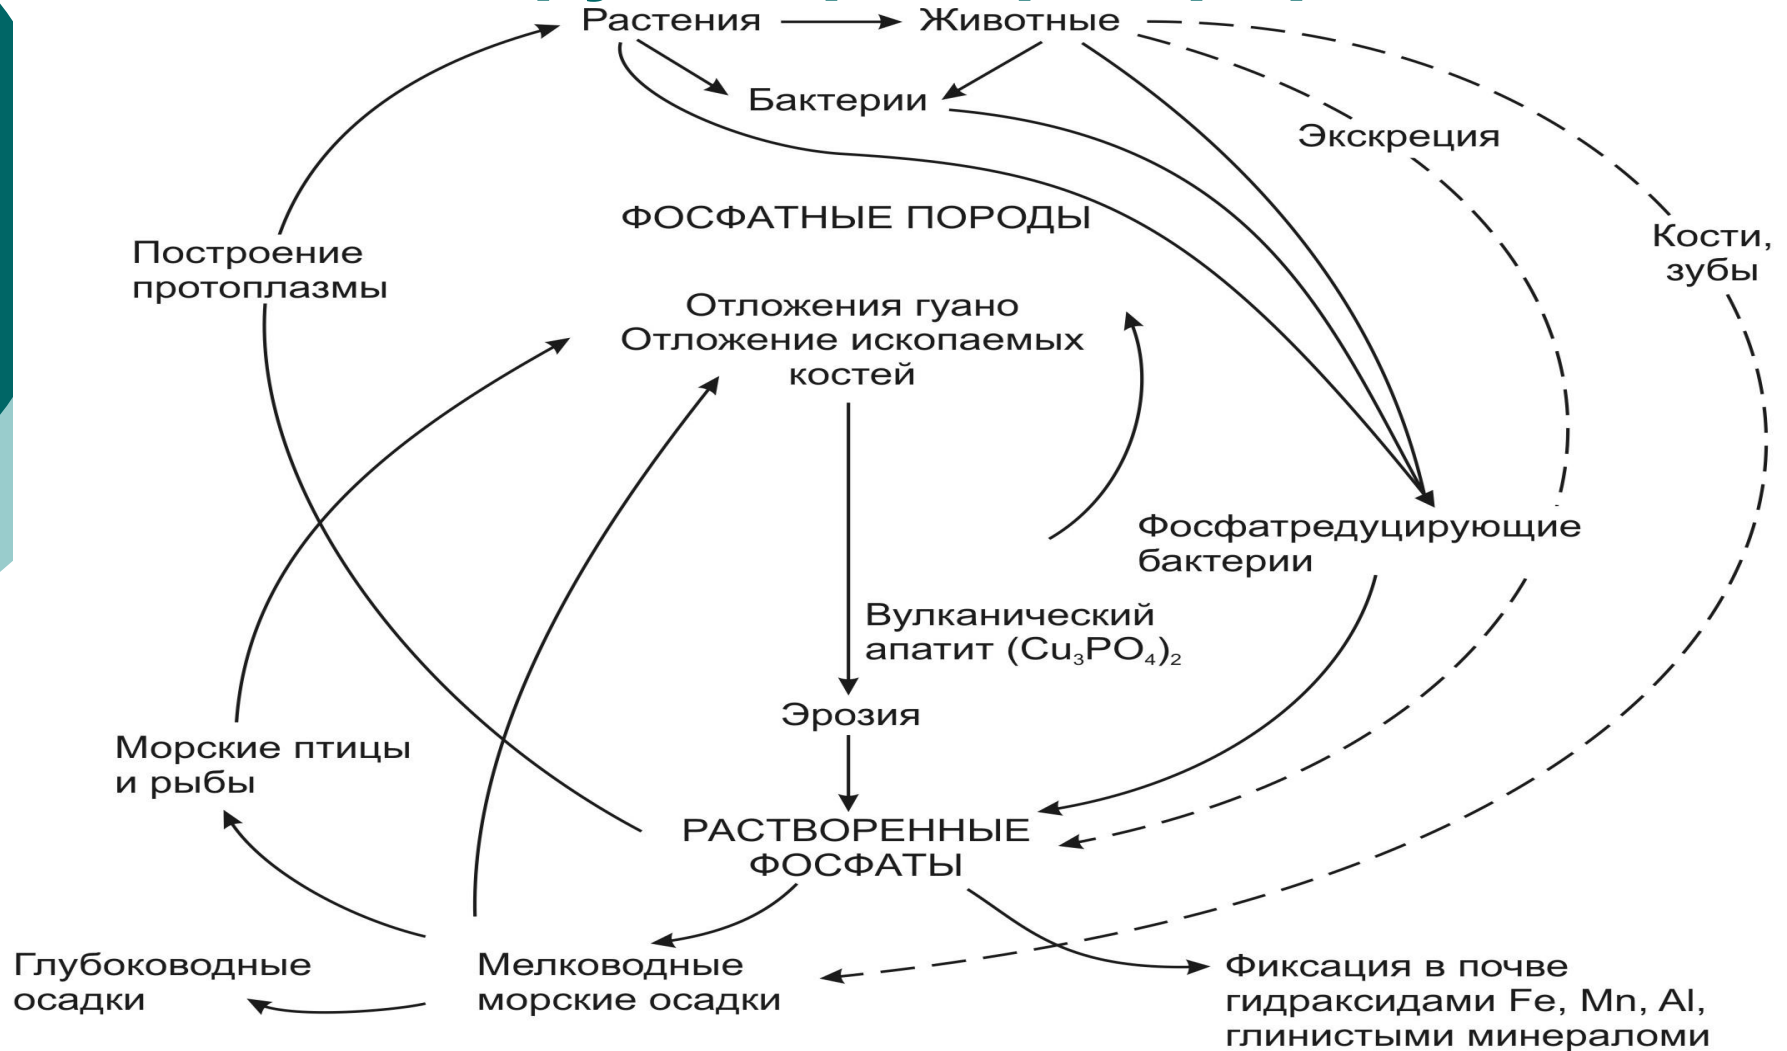 Растения
Животные
Бактерии
Экскреция
ФОСФАТНЫЕ ПОРОДЫ
Кости,
зубы
Построение
протоплазмы
Отложения гуано
Отложение ископаемых
костей
Фосфатредуцирующие
бактерии
Вулканический
апатит (Cu₃PO₄)₂
Эрозия
Морские птицы
и рыбы
РАСТВОРЕННЫЕ
ФОСФАТЫ
Глубоководные
осадки
Мелководные
морские осадки
Фиксация в почве
гидраксидами Fe, Mn, Al,
глинистыми минераломи